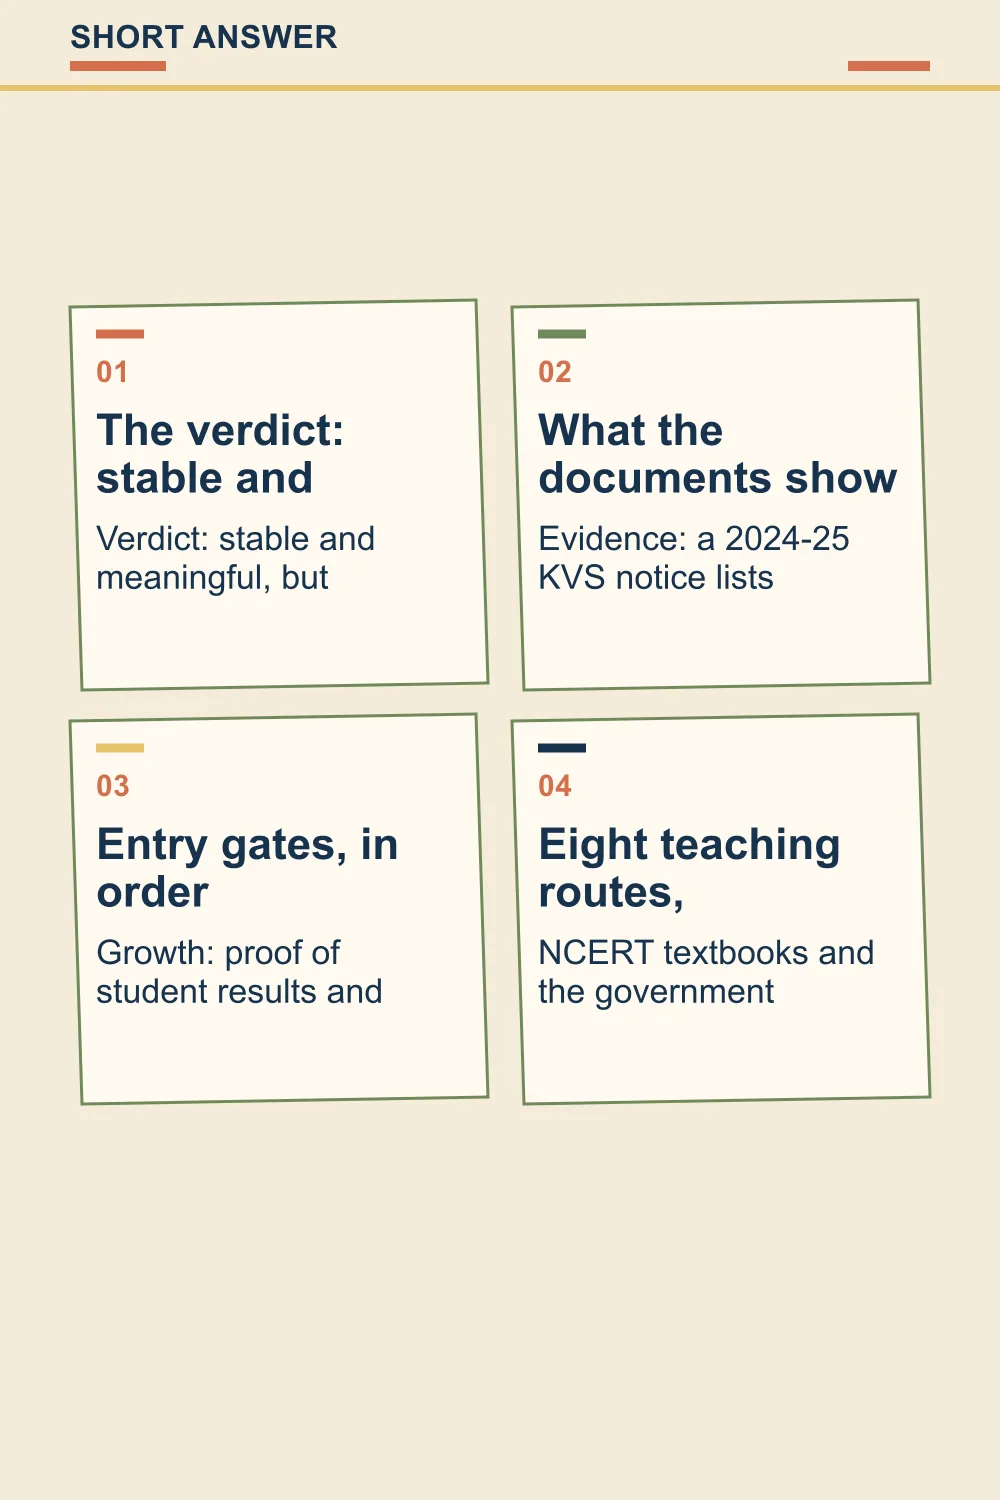 SHORT ANSWER
01
The verdict:
stable and
Verdict: stable and
meaningful, but
02
What the
documents show
Evidence: a 2024-25
KVS notice lists
03
Entry gates, in
order
Growth: proof of
student results and
04
Eight teaching
routes,
NCERT textbooks and
the government